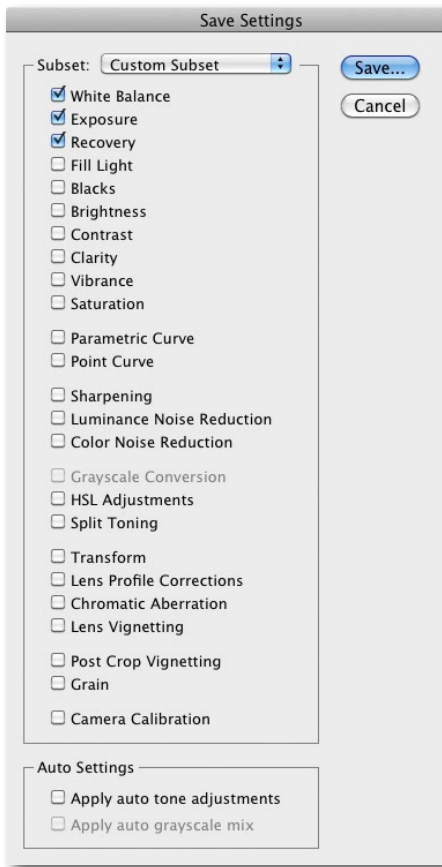 Save Settings
Subset: Custom Subset
Save...
Cancel
White Balance
Exposure
Recovery
Fill Light
Blacks
Brightness
Contrast
Clarity
Vibrance
Saturation
Parametric Curve
Point Curve
Sharpening
Luminance Noise Reduction
Color Noise Reduction
Grayscale Conversion
HSL Adjustments
Split Toning
Transform
Lens Profile Corrections
Chromatic Aberration
Lens Vignetting
Post Crop Vignetting
Grain
Camera Calibration
Auto Settings
Apply auto tone adjustments
Apply auto grayscale mix